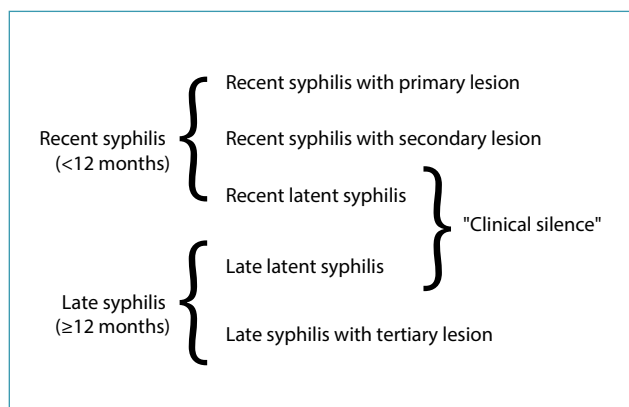 Recent syphilis with primary lesion
Recent syphilis
(<12 months)
Recent syphilis with secondary lesion
Recent latent syphilis
"Clinical silence"
Late latent syphilis
Late syphilis
(≥12 months)
Late syphilis with tertiary lesion